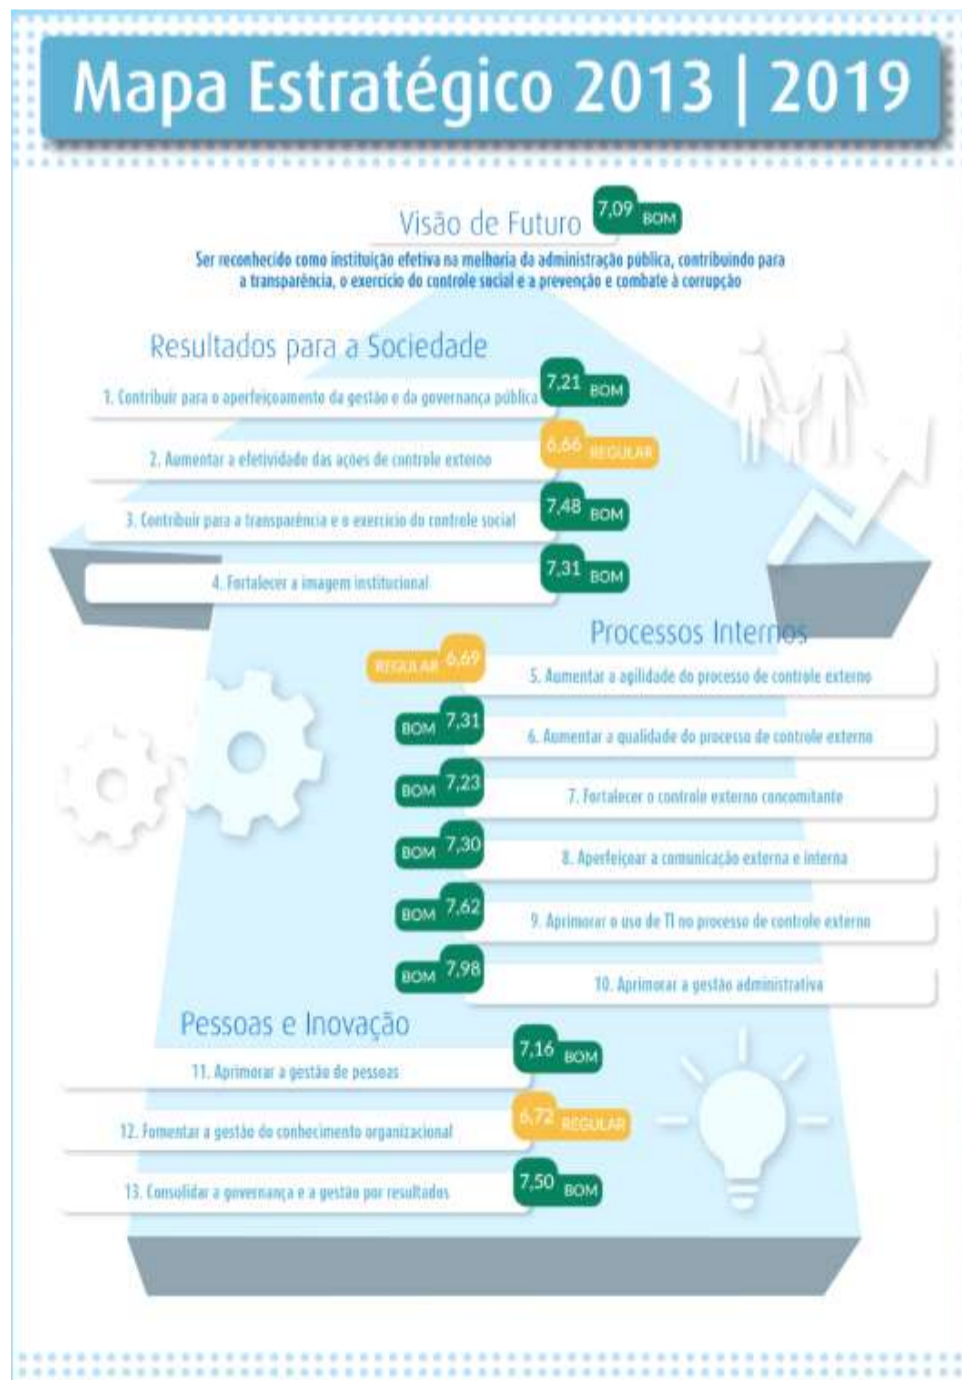 Mapa Estratégico 2013 | 2019
Visão de Futuro 7,09 BOM
Ser reconhecido como instituição efetiva na melhoria da administração pública, contribuindo para
a transparência, o exercício do controle social e a prevenção e combate à corrupção
Resultados para a Sociedade
1. Contribuir para o aperfeiçoamento da gestão e da governança pública 7,21 BOM
2. Aumentar a efetividade das ações de controle externo 6,66 REGULAR
3. Contribuir para a transparência e o exercício do controle social 7,48 BOM
4. Fortalecer a imagem institucional 7,31 BOM
Processos Internos
REGULAR 6,69 5. Aumentar a agilidade do processo de controle externo
BOM 7,31 6. Aumentar a qualidade do processo de controle externo
BOM 7,23 7. Fortalecer o controle externo concomitante
BOM 7,30 8. Aperfeiçoar a comunicação externa e interna
BOM 7,62 9. Aprimorar o uso de TI no processo de controle externo
BOM 7,98 10. Aprimorar a gestão administrativa
Pessoas e Inovação
11. Aprimorar a gestão de pessoas 7,16 BOM
12. Fomentar a gestão do conhecimento organizacional 6,72 REGULAR
13. Consolidar a governança e a gestão por resultados 7,50 BOM